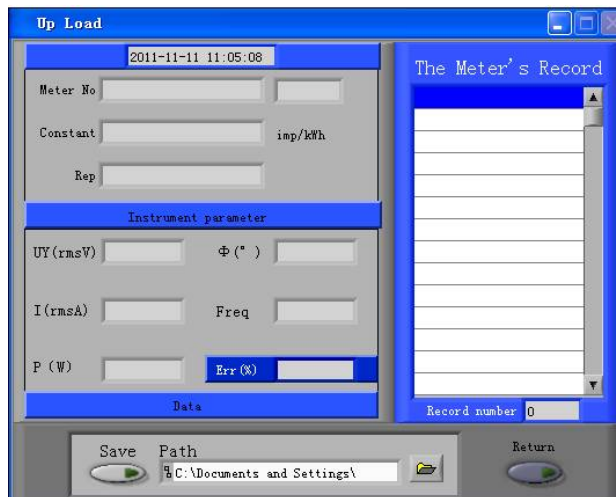 Up Load
2011-11-11 11:05:08
Meter No
Constant imp/kWh
Rep
Instrument parameter
UY(rmsV) Φ(° )
I(rmsA) Freq
P (W) Err(%)
Data
The Meter's Record
Record number 0
Save Path
C:\Documents and Settings\
Return